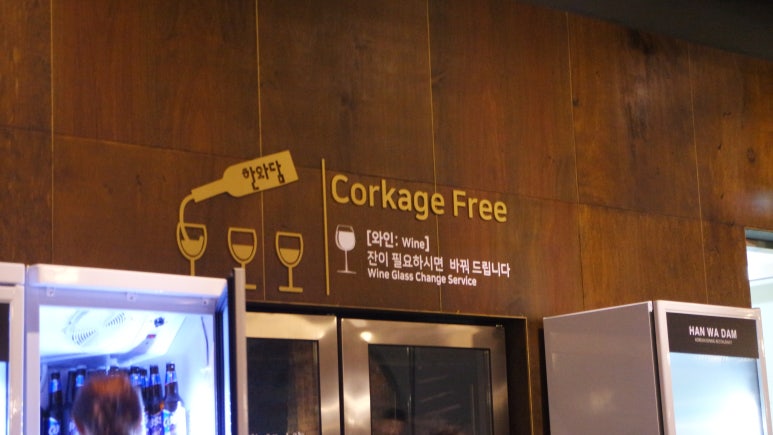 한와담
Corkage Free
[와인: Wine]
잔이 필요하시면 바꿔 드립니다
Wine Glass Change Service
HAN WA DAM